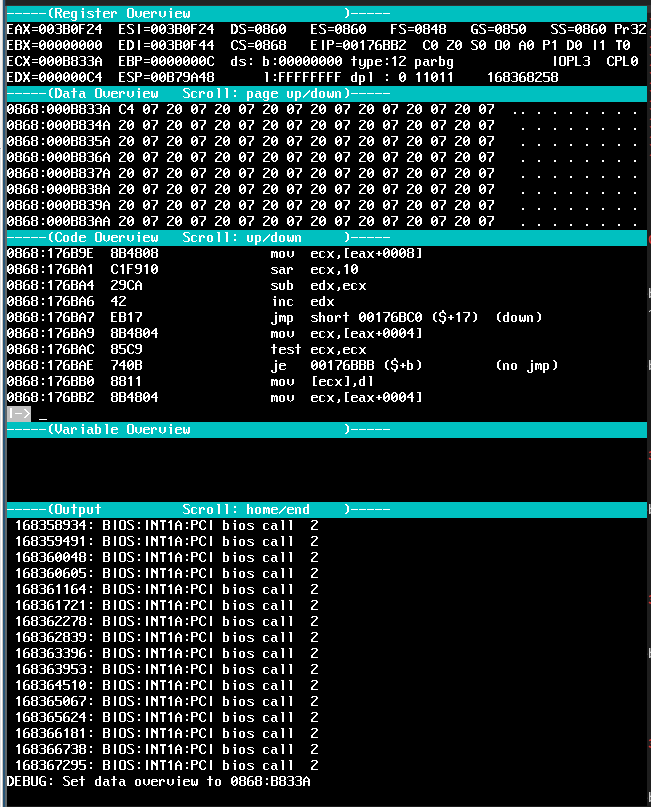 -----(Register Overview                   )-----
EAX=003B0F24  ESI=003B0F24  DS=0860   ES=0860   FS=0848   GS=0850   SS=0860 Pr32
EBX=00000000  EDI=003B0F44  CS=0868   EIP=00176BB2  C0 Z0 S0 O0 A0 P1 D0 I1 T0
ECX=000B833A  EBP=0000000C  ds: b:00000000 type:12 parbg            IOPL3  CPL0
EDX=000000C4  ESP=00B79A48      l:FFFFFFFF dpl : 0 11011     168368258
-----(Data Overview   Scroll: page up/down)-----
0868:000B833A C4 07 20 07 20 07 20 07 20 07 20 07 20 07 20 07  .. . . . . . . .
0868:000B834A 20 07 20 07 20 07 20 07 20 07 20 07 20 07 20 07   . . . . . . . .
0868:000B835A 20 07 20 07 20 07 20 07 20 07 20 07 20 07 20 07   . . . . . . . .
0868:000B836A 20 07 20 07 20 07 20 07 20 07 20 07 20 07 20 07   . . . . . . . .
0868:000B837A 20 07 20 07 20 07 20 07 20 07 20 07 20 07 20 07   . . . . . . . .
0868:000B838A 20 07 20 07 20 07 20 07 20 07 20 07 20 07 20 07   . . . . . . . .
0868:000B839A 20 07 20 07 20 07 20 07 20 07 20 07 20 07 20 07   . . . . . . . .
0868:000B83AA 20 07 20 07 20 07 20 07 20 07 20 07 20 07 20 07   . . . . . . . .
-----(Code Overview   Scroll: up/down     )-----
0868:176B9E  8B4808              mov  ecx,[eax+0008]
0868:176BA1  C1F910              sar  ecx,10
0868:176BA4  29CA                sub  edx,ecx
0868:176BA6  42                  inc  edx
0868:176BA7  EB17                jmp  short 00176BC0 ($+17)  (down)
0868:176BA9  8B4804              mov  ecx,[eax+0004]
0868:176BAC  85C9                test ecx,ecx
0868:176BAE  740B                je   00176BBB ($+b)         (no jmp)
0868:176BB0  8811                mov  [ecx],dl
0868:176BB2  8B4804              mov  ecx,[eax+0004]
|-> _
-----(Variable Overview                   )-----
-----(Output          Scroll: home/end    )-----
168358934: BIOS:INT1A:PCI bios call  2
168359491: BIOS:INT1A:PCI bios call  2
168360048: BIOS:INT1A:PCI bios call  2
168360605: BIOS:INT1A:PCI bios call  2
168361164: BIOS:INT1A:PCI bios call  2
168361721: BIOS:INT1A:PCI bios call  2
168362278: BIOS:INT1A:PCI bios call  2
168362839: BIOS:INT1A:PCI bios call  2
168363396: BIOS:INT1A:PCI bios call  2
168363953: BIOS:INT1A:PCI bios call  2
168364510: BIOS:INT1A:PCI bios call  2
168365067: BIOS:INT1A:PCI bios call  2
168365624: BIOS:INT1A:PCI bios call  2
168366181: BIOS:INT1A:PCI bios call  2
168366738: BIOS:INT1A:PCI bios call  2
168367295: BIOS:INT1A:PCI bios call  2
DEBUG: Set data overview to 0868:B833A